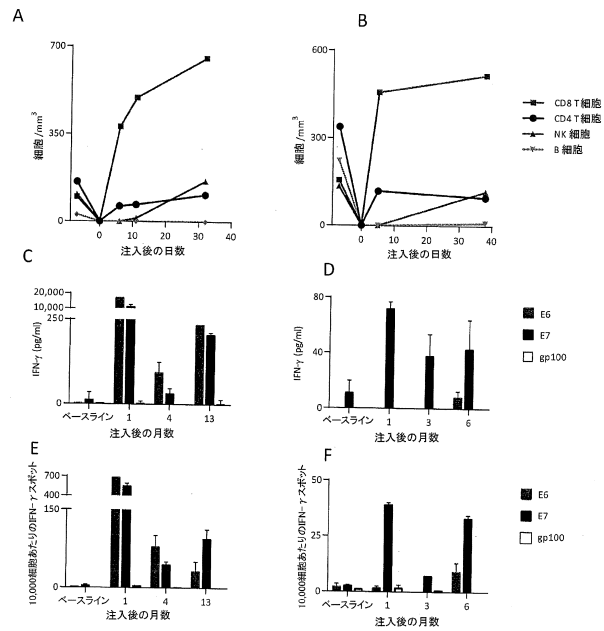 A
B
700
350
0
細胞/mm³
0
10
20
30
40
注入後の日数
600
300
0
細胞/mm³
0
10
20
30
40
注入後の日数
CD8 T 細胞
CD4 T 細胞
NK 細胞
B 細胞
C
D
20,000
10,000
250
0
IFN-γ (pg/ml)
ベースライン 1 4 13
注入後の月数
80
40
0
IFN-γ (pg/ml)
ベースライン 1 3 6
注入後の月数
E6
E7
gp100
E
F
700
400
150
0
10,000細胞あたりのIFN-γスポット
ベースライン 1 4 13
注入後の月数
50
25
0
10,000細胞あたりのIFN-γスポット
ベースライン 1 3 6
注入後の月数
E6
E7
gp100